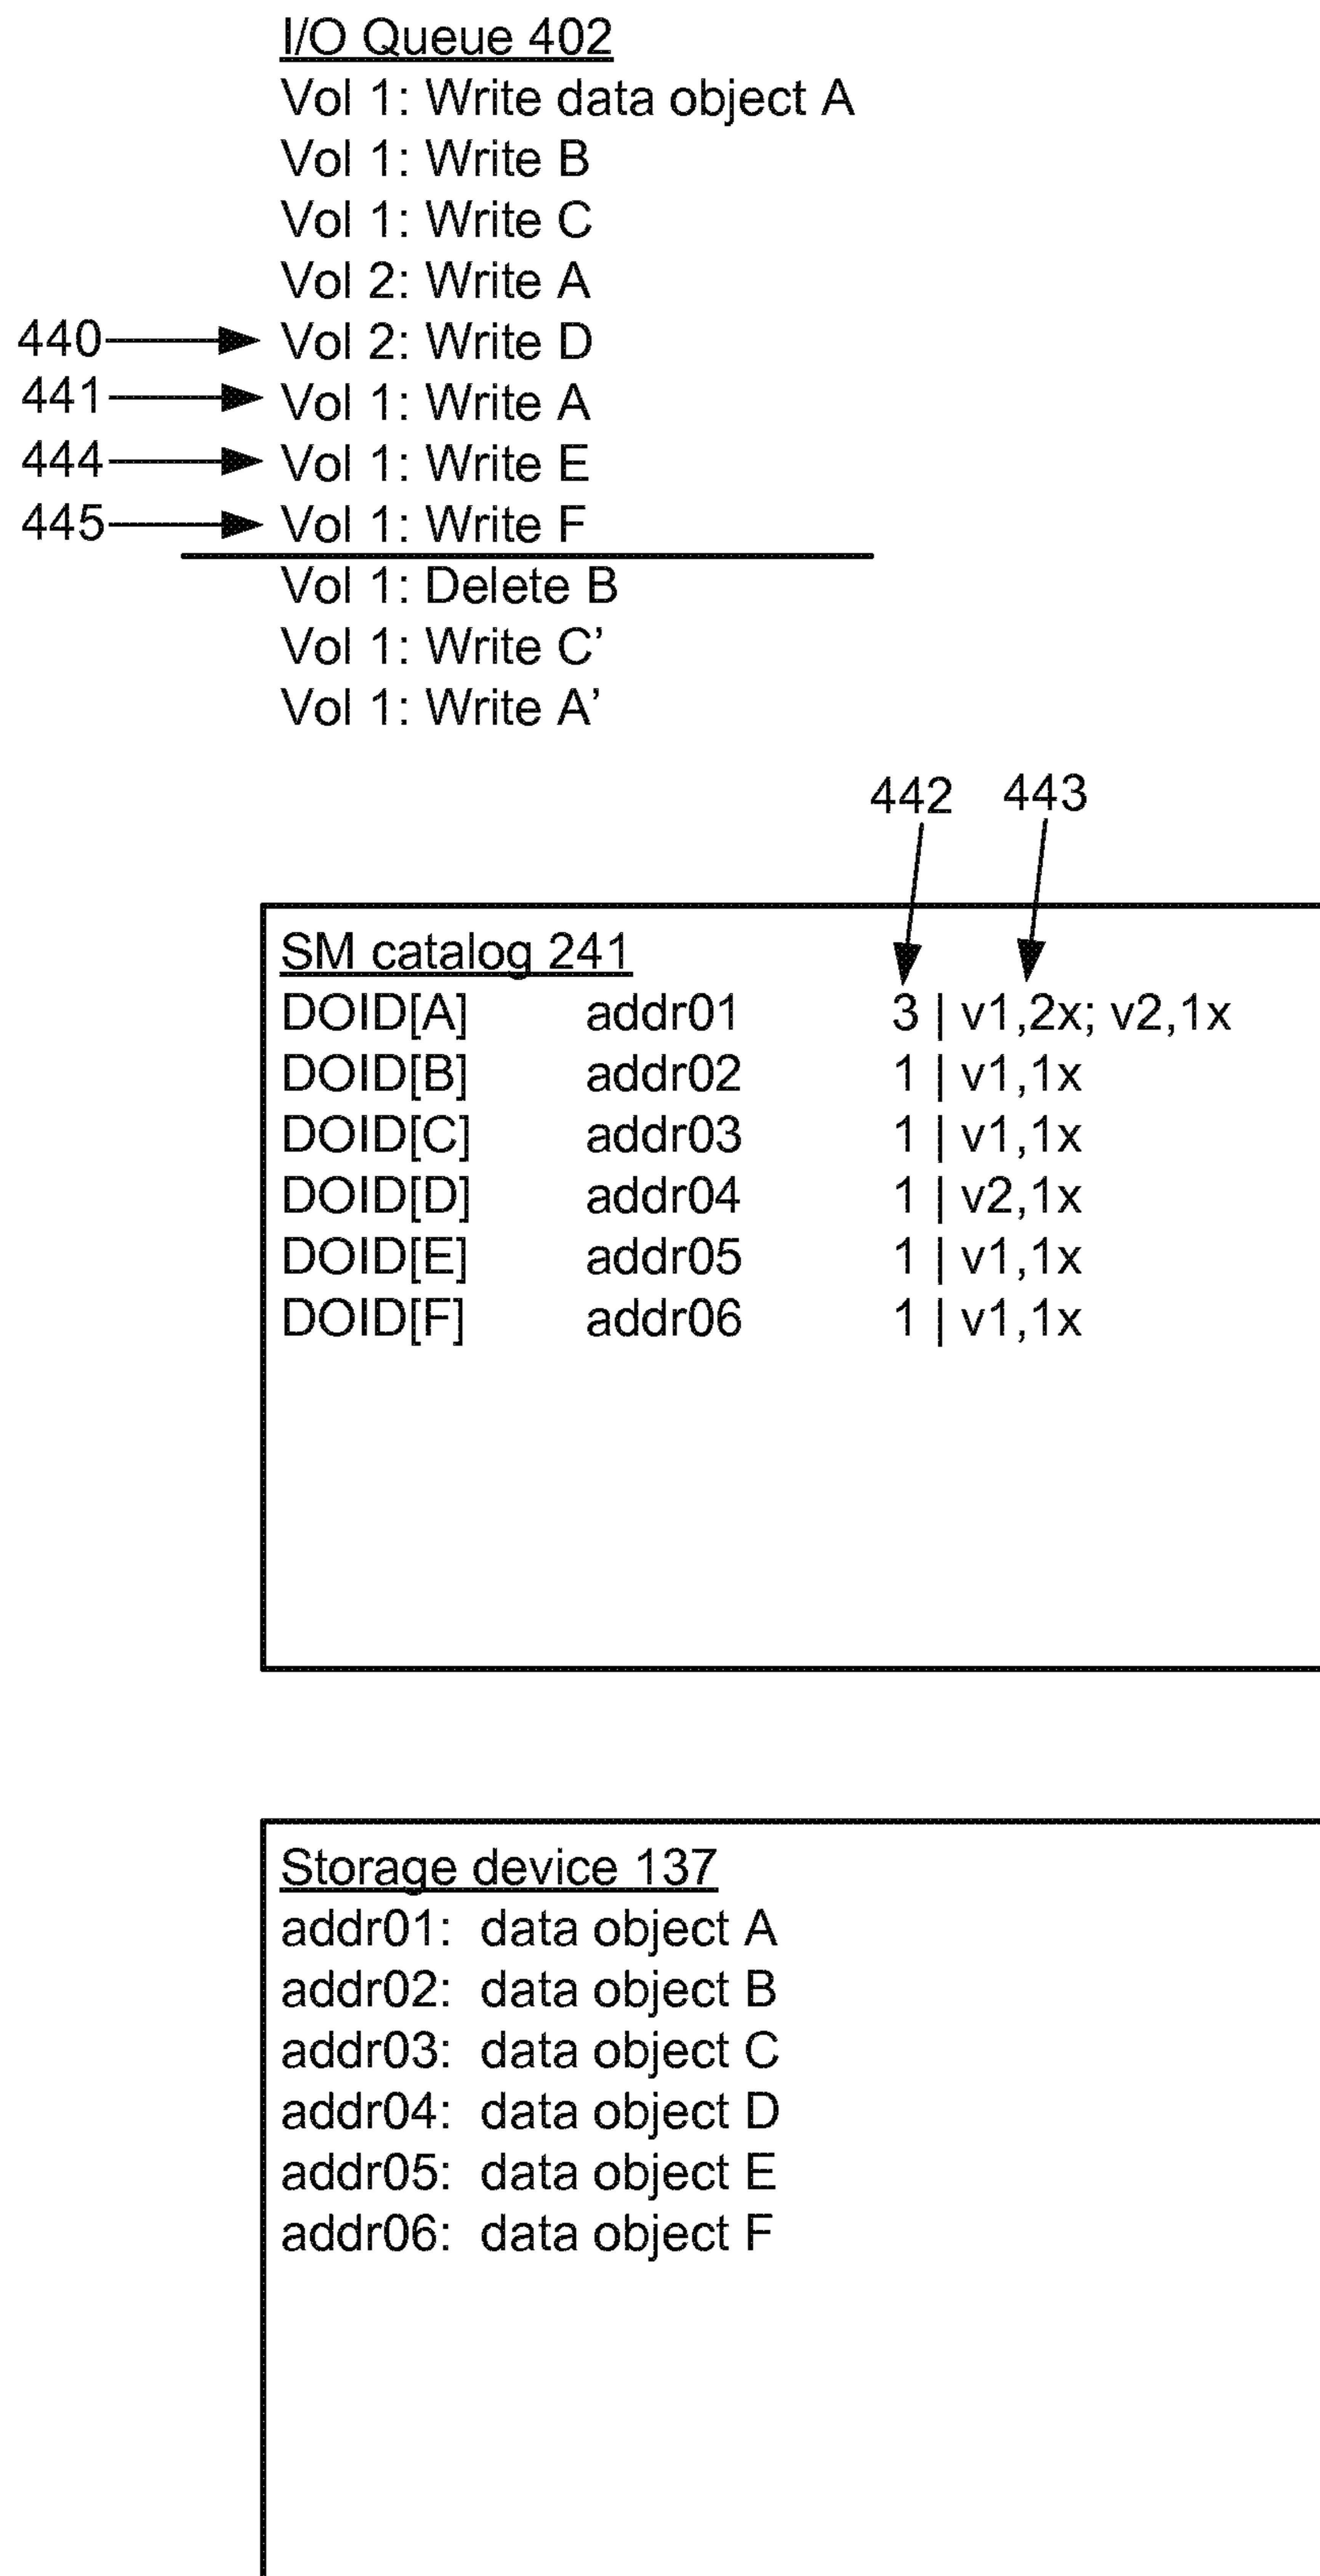 I/O Queue 402
Vol 1: Write data object A
Vol 1: Write B
Vol 1: Write C
Vol 2: Write A
440 Vol 2: Write D
441 Vol 1: Write A
444 Vol 1: Write E
445 Vol 1: Write F
Vol 1: Delete B
Vol 1: Write C’
Vol 1: Write A’
442 443
SM catalog 241
DOID[A] addr01 3 | v1,2x; v2,1x
DOID[B] addr02 1 | v1,1x
DOID[C] addr03 1 | v1,1x
DOID[D] addr04 1 | v2,1x
DOID[E] addr05 1 | v1,1x
DOID[F] addr06 1 | v1,1x
Storage device 137
addr01: data object A
addr02: data object B
addr03: data object C
addr04: data object D
addr05: data object E
addr06: data object F